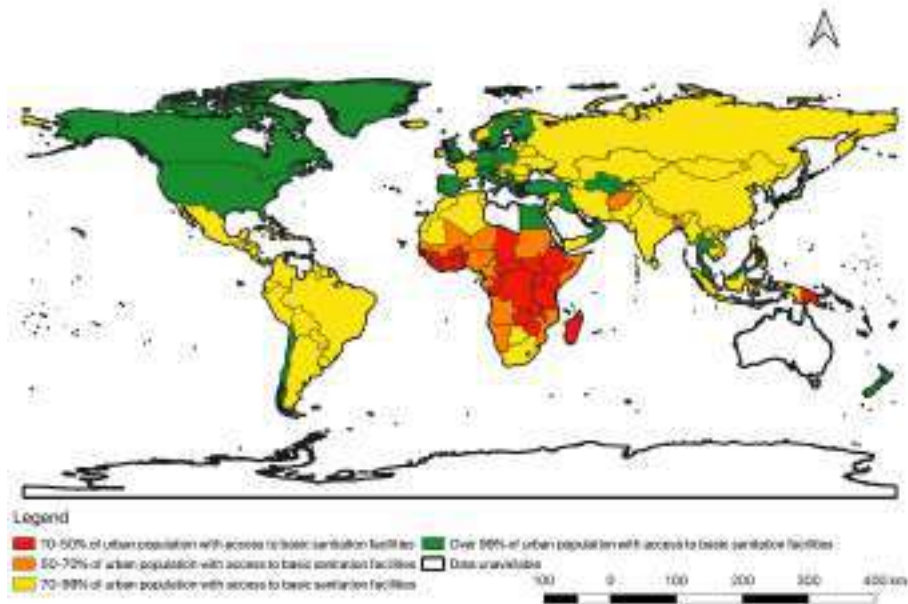 Legend
10-50% of urban population with access to basic sanitation facilities
50-70% of urban population with access to basic sanitation facilities
70-98% of urban population with access to basic sanitation facilities
Over 98% of urban population with access to basic sanitation facilities
Data unavailable
100 0 100 200 300 400 km